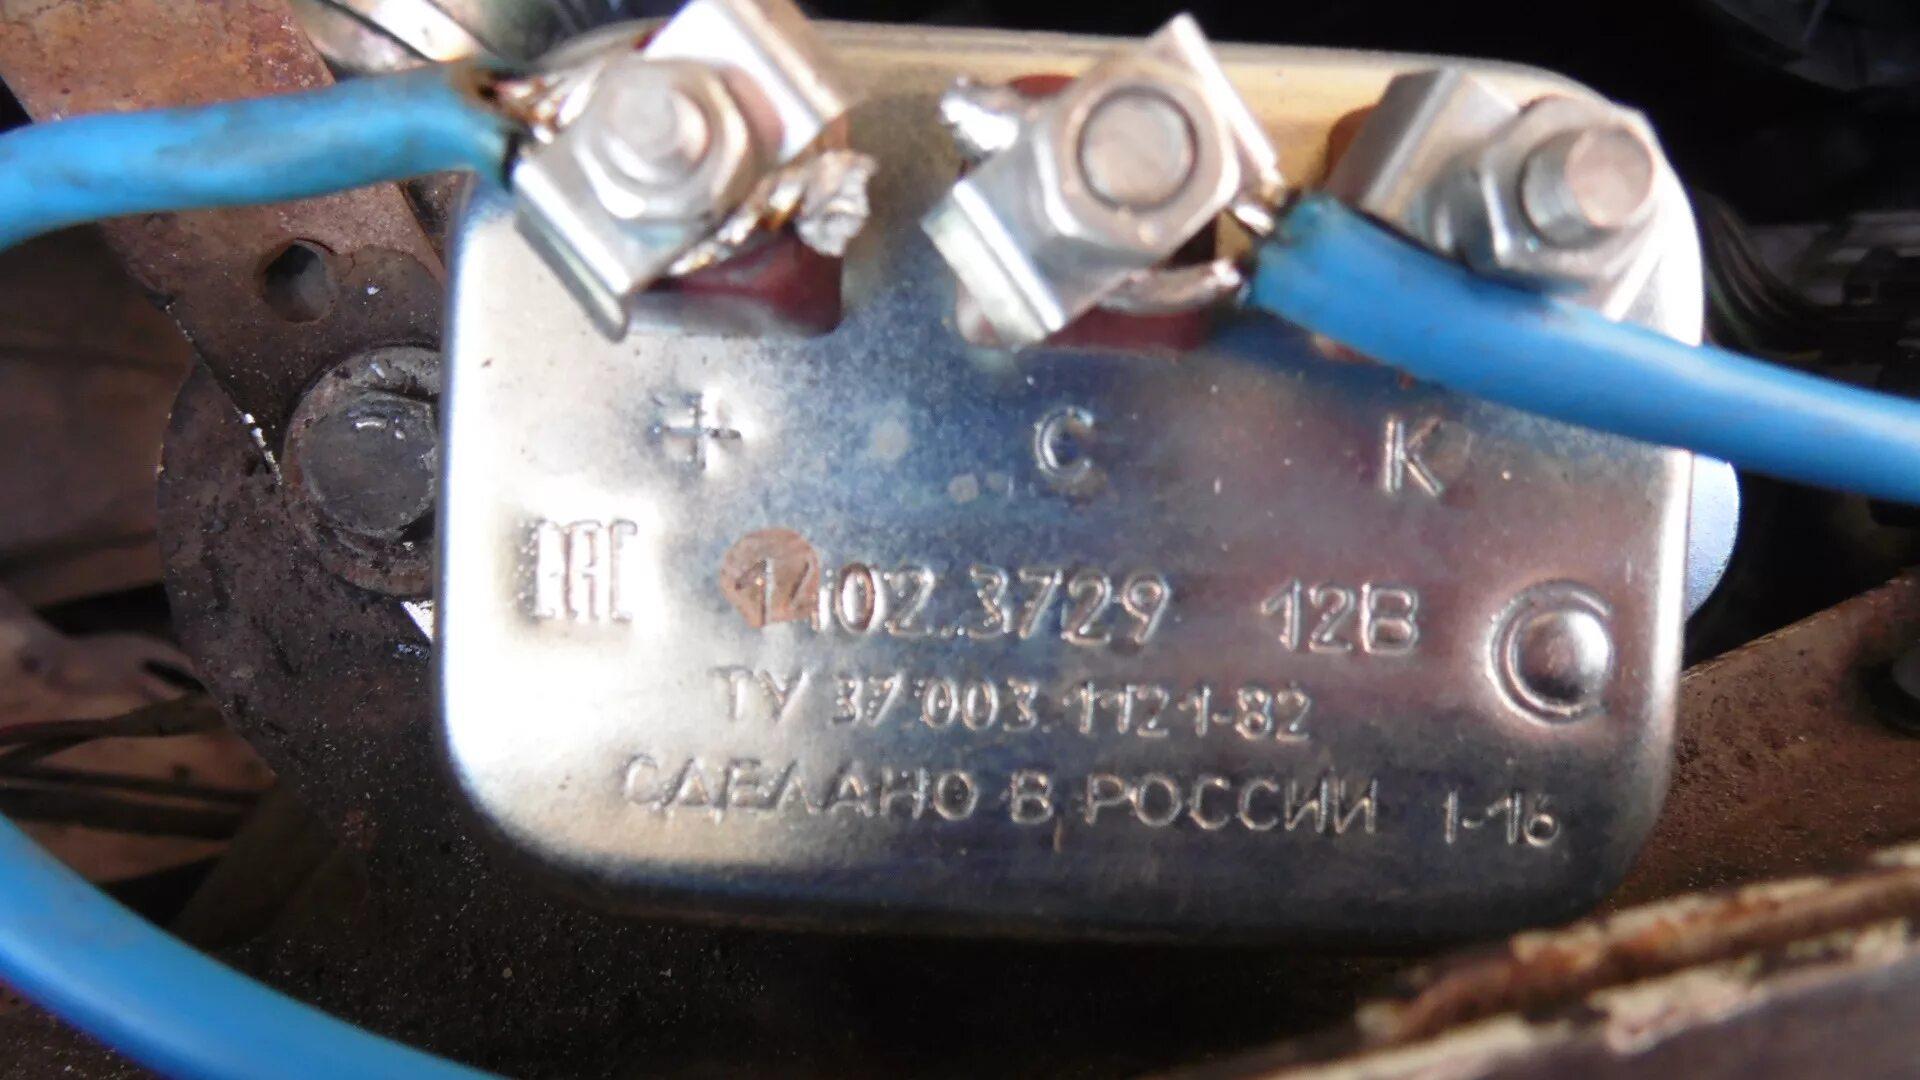 + С К
ЕАС 1402.3729 12В
ТУ 37 003.1121-82
СДЕЛАНО В РОССИИ 1-16